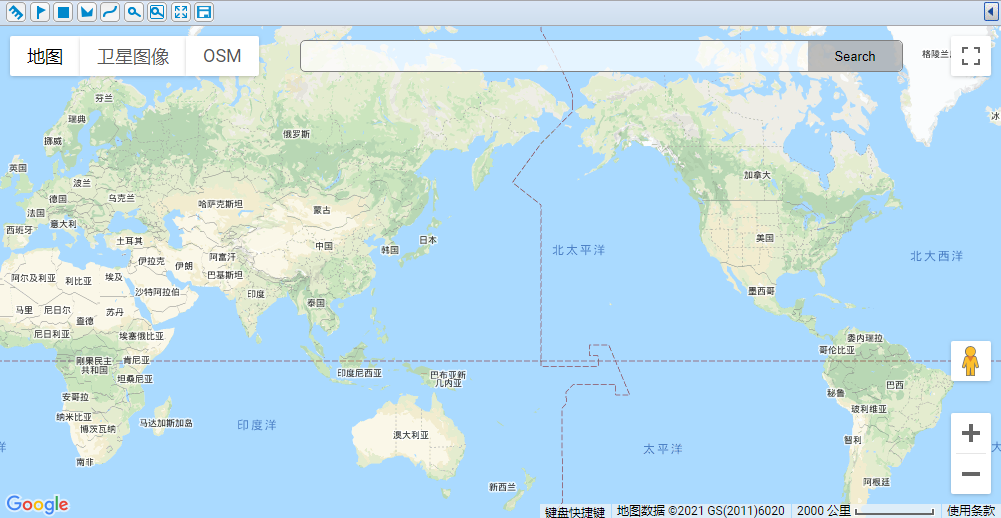 地图
卫星图像
OSM
Search
格陵兰
冰
芬兰
瑞典
挪威
俄罗斯
英国
波兰
德国
乌克兰
法国
意大利
西班牙
哈萨克斯坦
蒙古
加拿大
土耳其
中国
韩国
日本
美国
北太平洋
北大西洋
伊拉克
伊朗
阿富汗
巴基斯坦
阿尔及利亚
利比亚
埃及
沙特阿拉伯
印度
泰国
墨西哥
马里
尼日尔
乍得
苏丹
尼日利亚
埃塞俄比亚
委内瑞拉
哥伦比亚
刚果民主
共和国
肯尼亚
坦桑尼亚
印度尼西亚
巴布亚新
几内亚
巴西
秘鲁
安哥拉
玻利维亚
纳米比亚
博茨瓦纳
马达加斯加岛
印度洋
澳大利亚
太平洋
智利
洋
大
南非
新西兰
阿根廷
Google
键盘快捷键
地图数据 ©2021 GS(2011)6020
2000 公里
使用条款